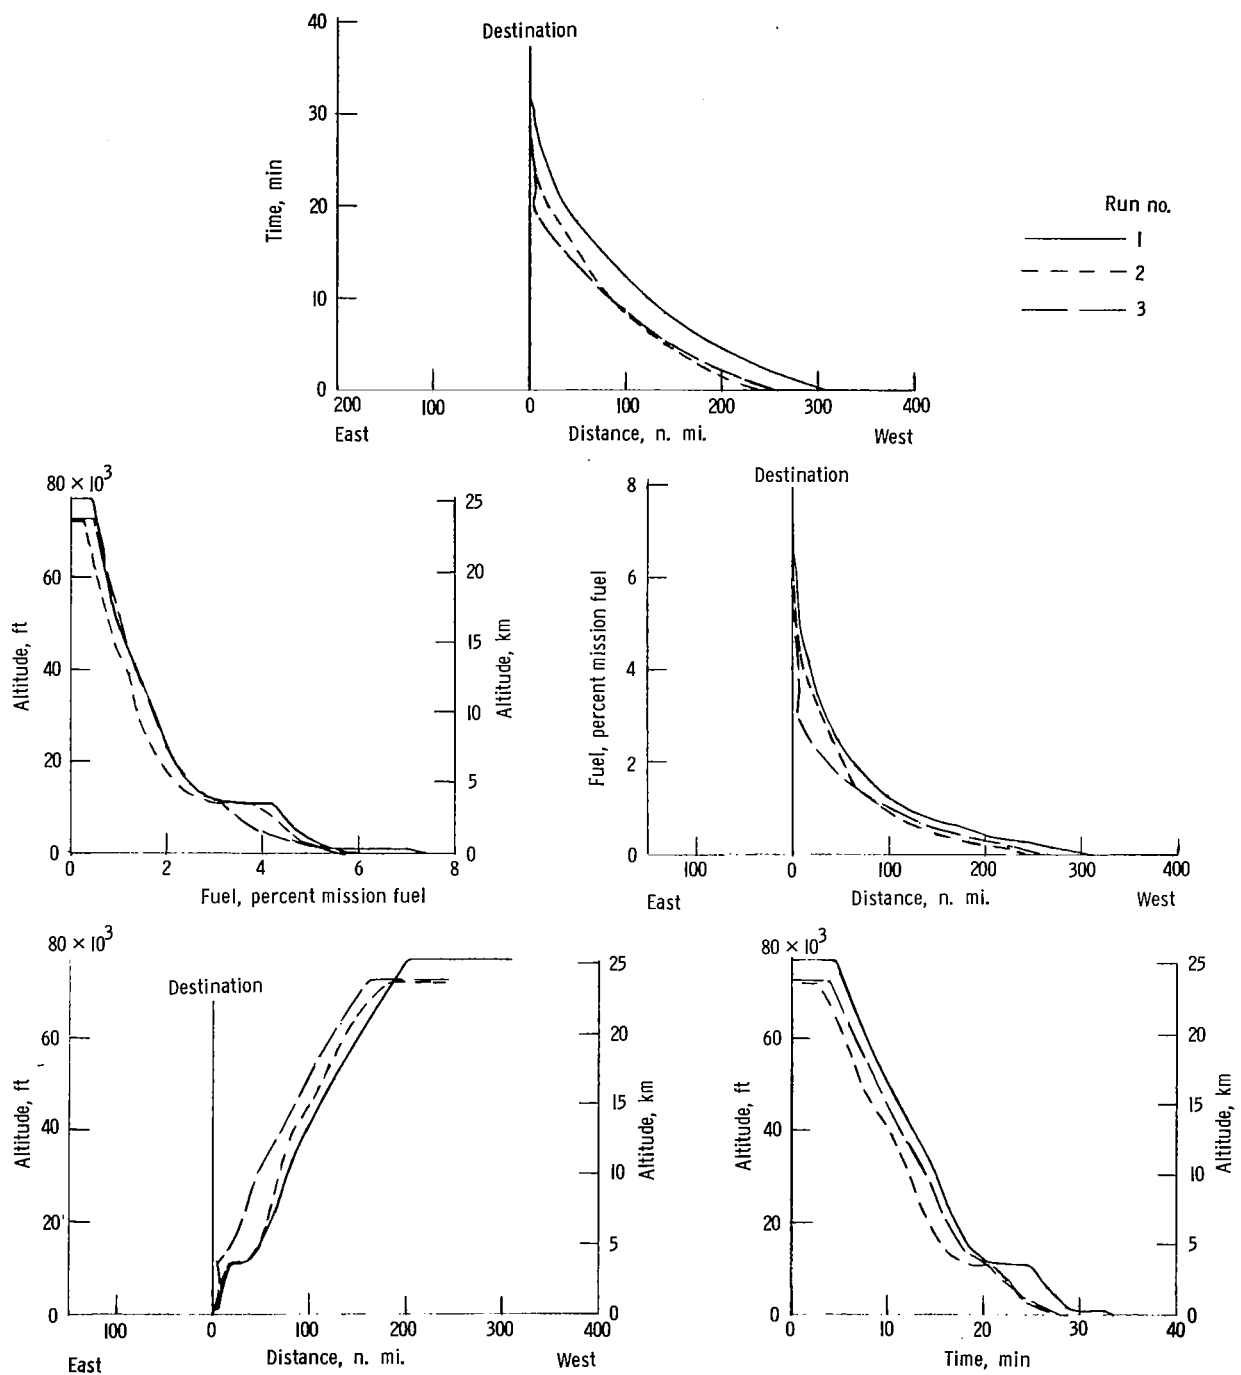 40
Destination
30
20
10
0
Time, min
200
100
0
100
200
300
400
East
Distance, n. mi.
West
Run no.
1
2
3
80 × 10³
60
40
20
0
Altitude, ft
25
20
15
10
5
0
Altitude, km
0
2
4
6
8
Fuel, percent mission fuel
Destination
8
6
4
2
0
Fuel, percent mission fuel
100
0
100
200
300
400
East
Distance, n. mi.
West
80 × 10³
Destination
60
40
20
0
Altitude, ft
25
20
15
10
5
0
Altitude, km
100
0
100
200
300
400
East
Distance, n. mi.
West
80 × 10³
60
40
20
0
Altitude, ft
25
20
15
10
5
0
Altitude, km
0
10
20
30
40
Time, min